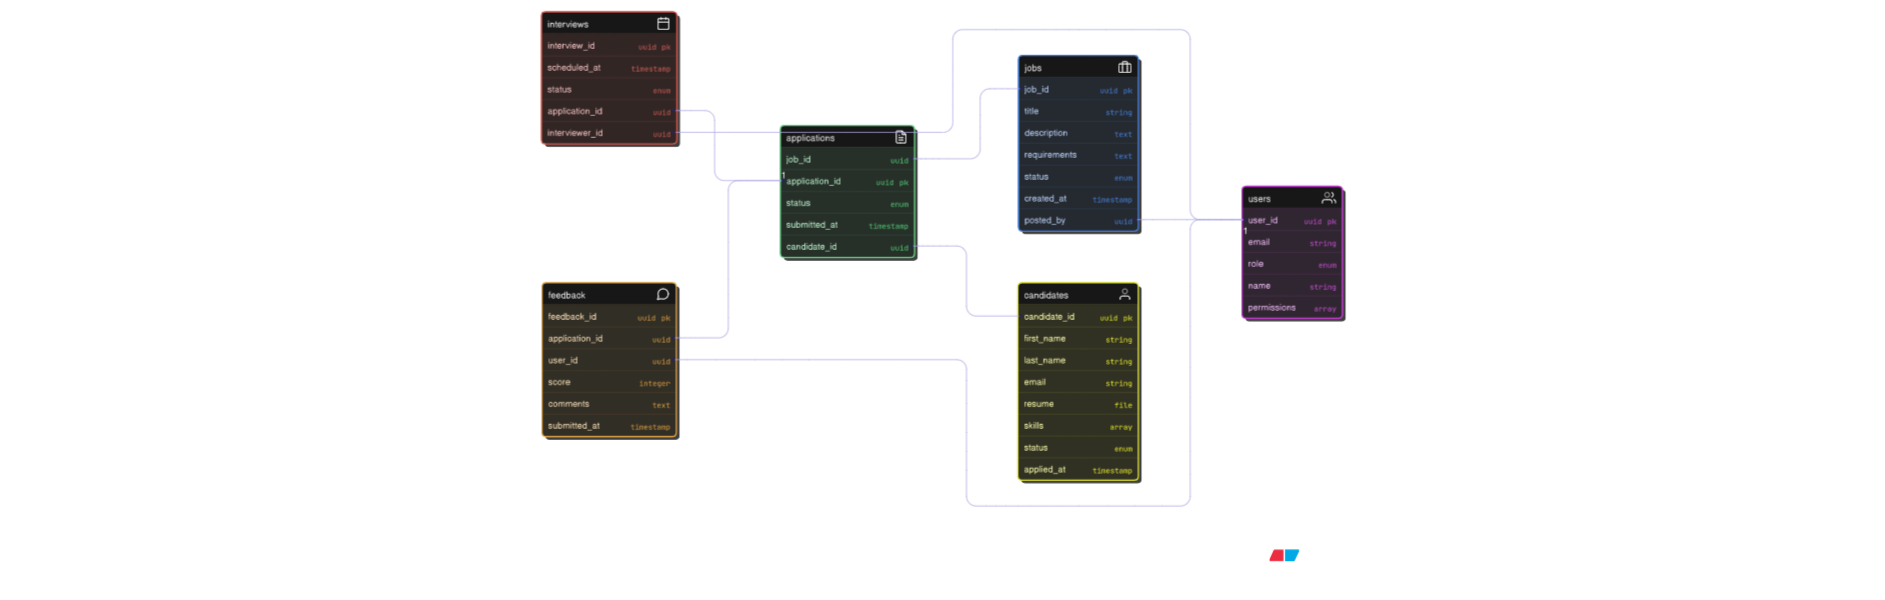 interviews
interview_id uuid pk
scheduled_at timestamp
status enum
application_id uuid
interviewer_id uuid
applications
job_id uuid
1
application_id uuid pk
status enum
submitted_at timestamp
candidate_id uuid
feedback
feedback_id uuid pk
application_id uuid
user_id uuid
score integer
comments text
submitted_at timestamp
jobs
job_id uuid pk
title string
description text
requirements text
status enum
created_at timestamp
posted_by uuid
candidates
candidate_id uuid pk
first_name string
last_name string
email string
resume file
skills array
status enum
applied_at timestamp
users
user_id uuid pk
1
email string
role enum
name string
permissions array